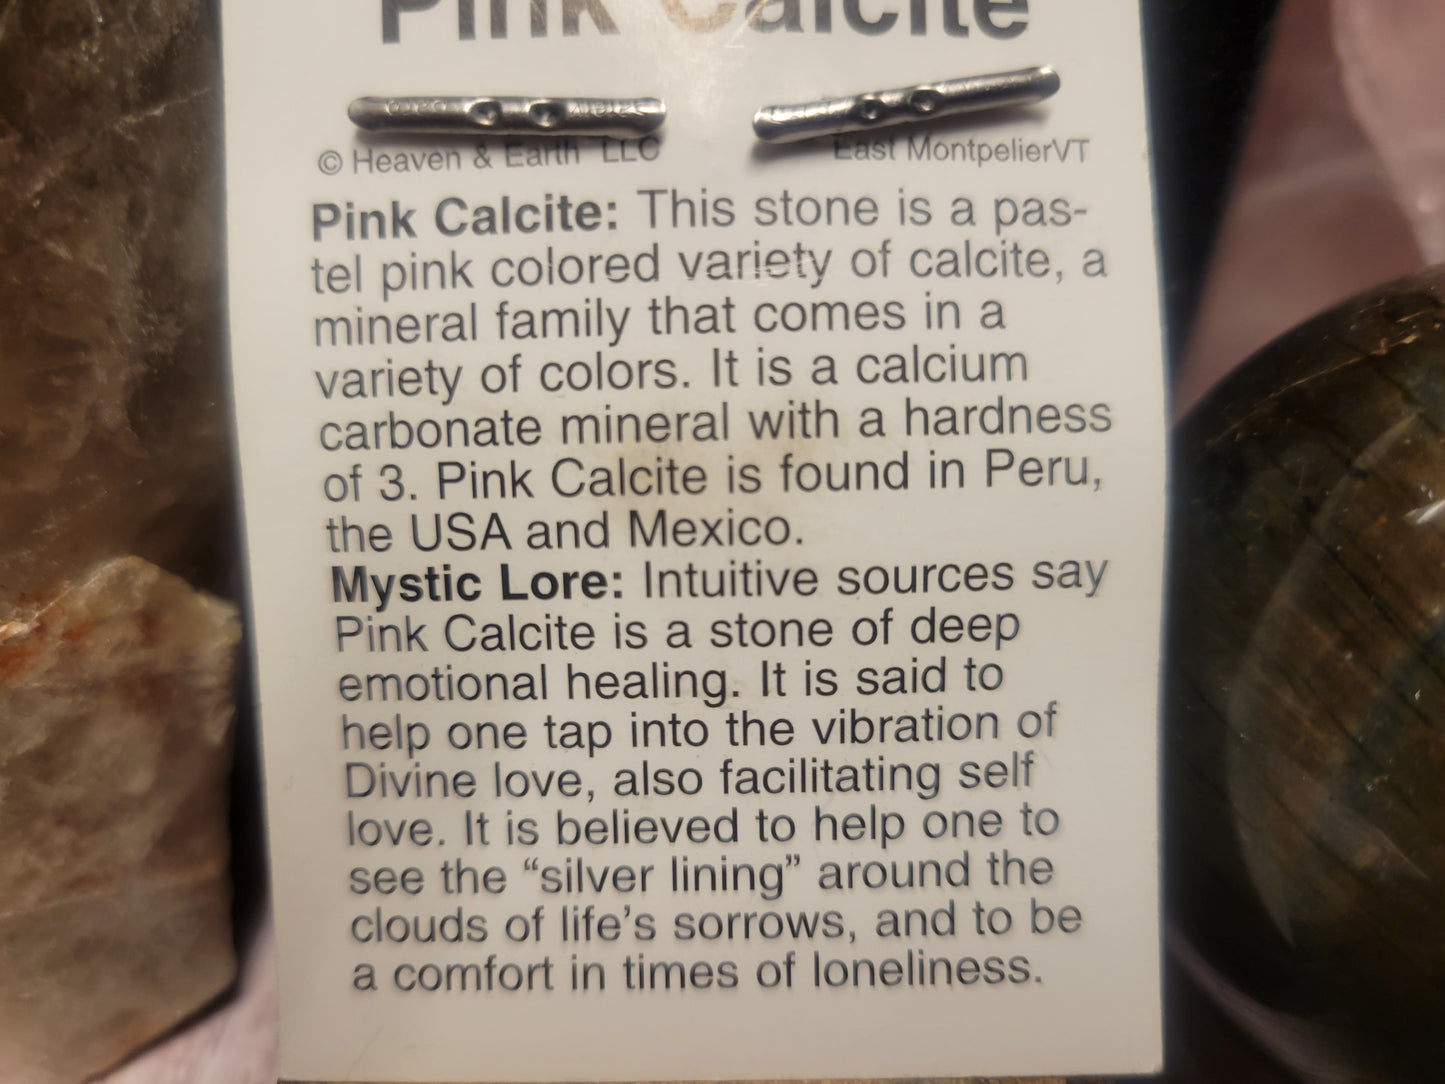 Pink Calcite
© Heaven & Earth LLC East MontpelierVT
Pink Calcite: This stone is a pas-
tel pink colored variety of calcite, a
mineral family that comes in a
variety of colors. It is a calcium
carbonate mineral with a hardness
of 3. Pink Calcite is found in Peru,
the USA and Mexico.
Mystic Lore: Intuitive sources say
Pink Calcite is a stone of deep
emotional healing. It is said to
help one tap into the vibration of
Divine love, also facilitating self
love. It is believed to help one to
see the “silver lining” around the
clouds of life’s sorrows, and to be
a comfort in times of loneliness.